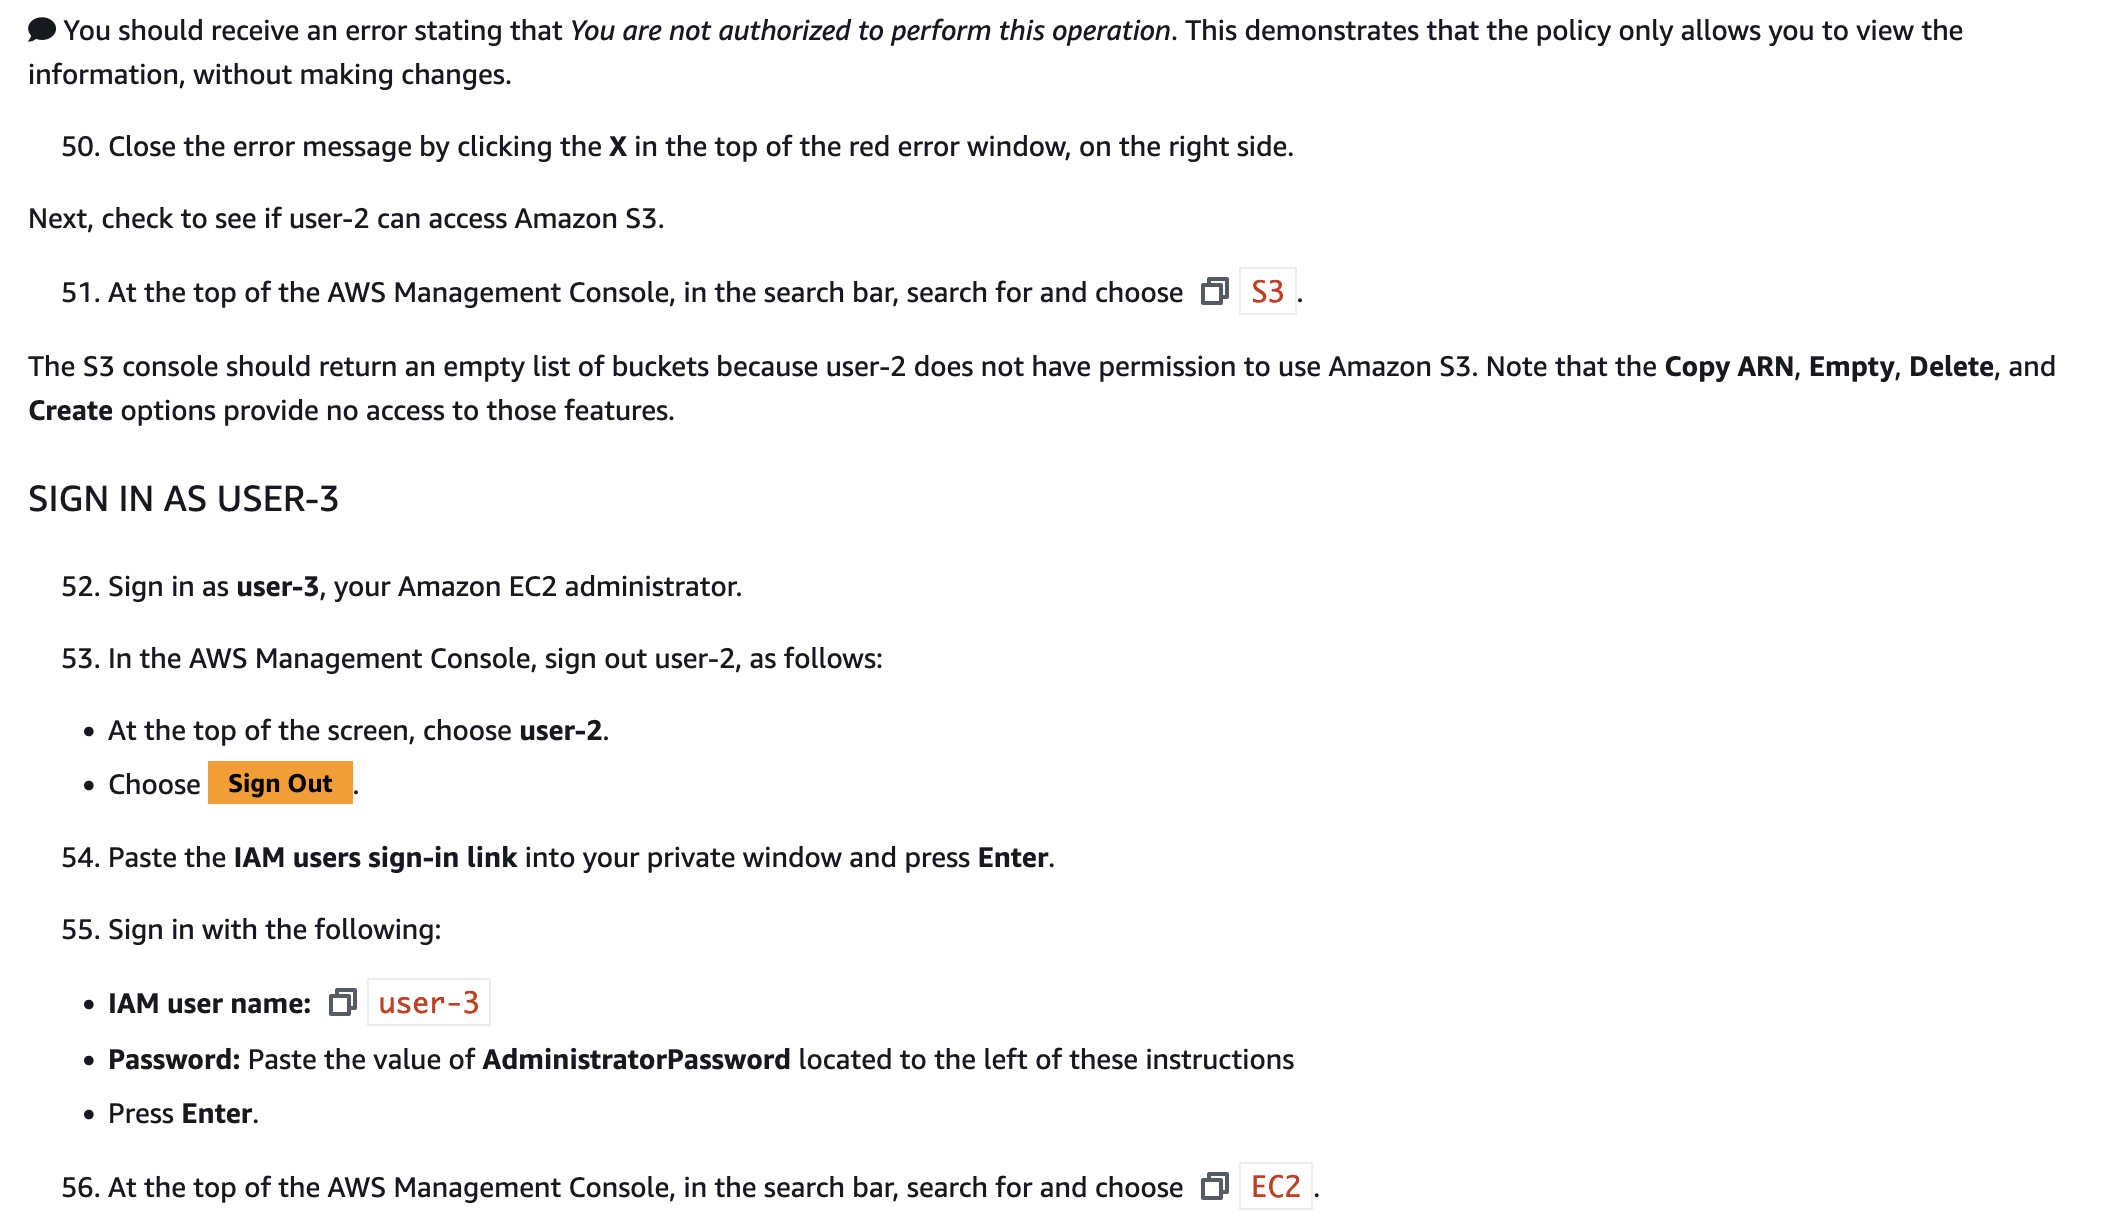 You should receive an error stating that You are not authorized to perform this operation. This demonstrates that the policy only allows you to view the
information, without making changes.
50. Close the error message by clicking the X in the top of the red error window, on the right side.
Next, check to see if user-2 can access Amazon S3.
51. At the top of the AWS Management Console, in the search bar, search for and choose S3.
The S3 console should return an empty list of buckets because user-2 does not have permission to use Amazon S3. Note that the Copy ARN, Empty, Delete, and
Create options provide no access to those features.
SIGN IN AS USER-3
52. Sign in as user-3, your Amazon EC2 administrator.
53. In the AWS Management Console, sign out user-2, as follows:
• At the top of the screen, choose user-2.
• Choose Sign Out.
54. Paste the IAM users sign-in link into your private window and press Enter.
55. Sign in with the following:
• IAM user name: user-3
• Password: Paste the value of AdministratorPassword located to the left of these instructions
• Press Enter.
56. At the top of the AWS Management Console, in the search bar, search for and choose EC2.